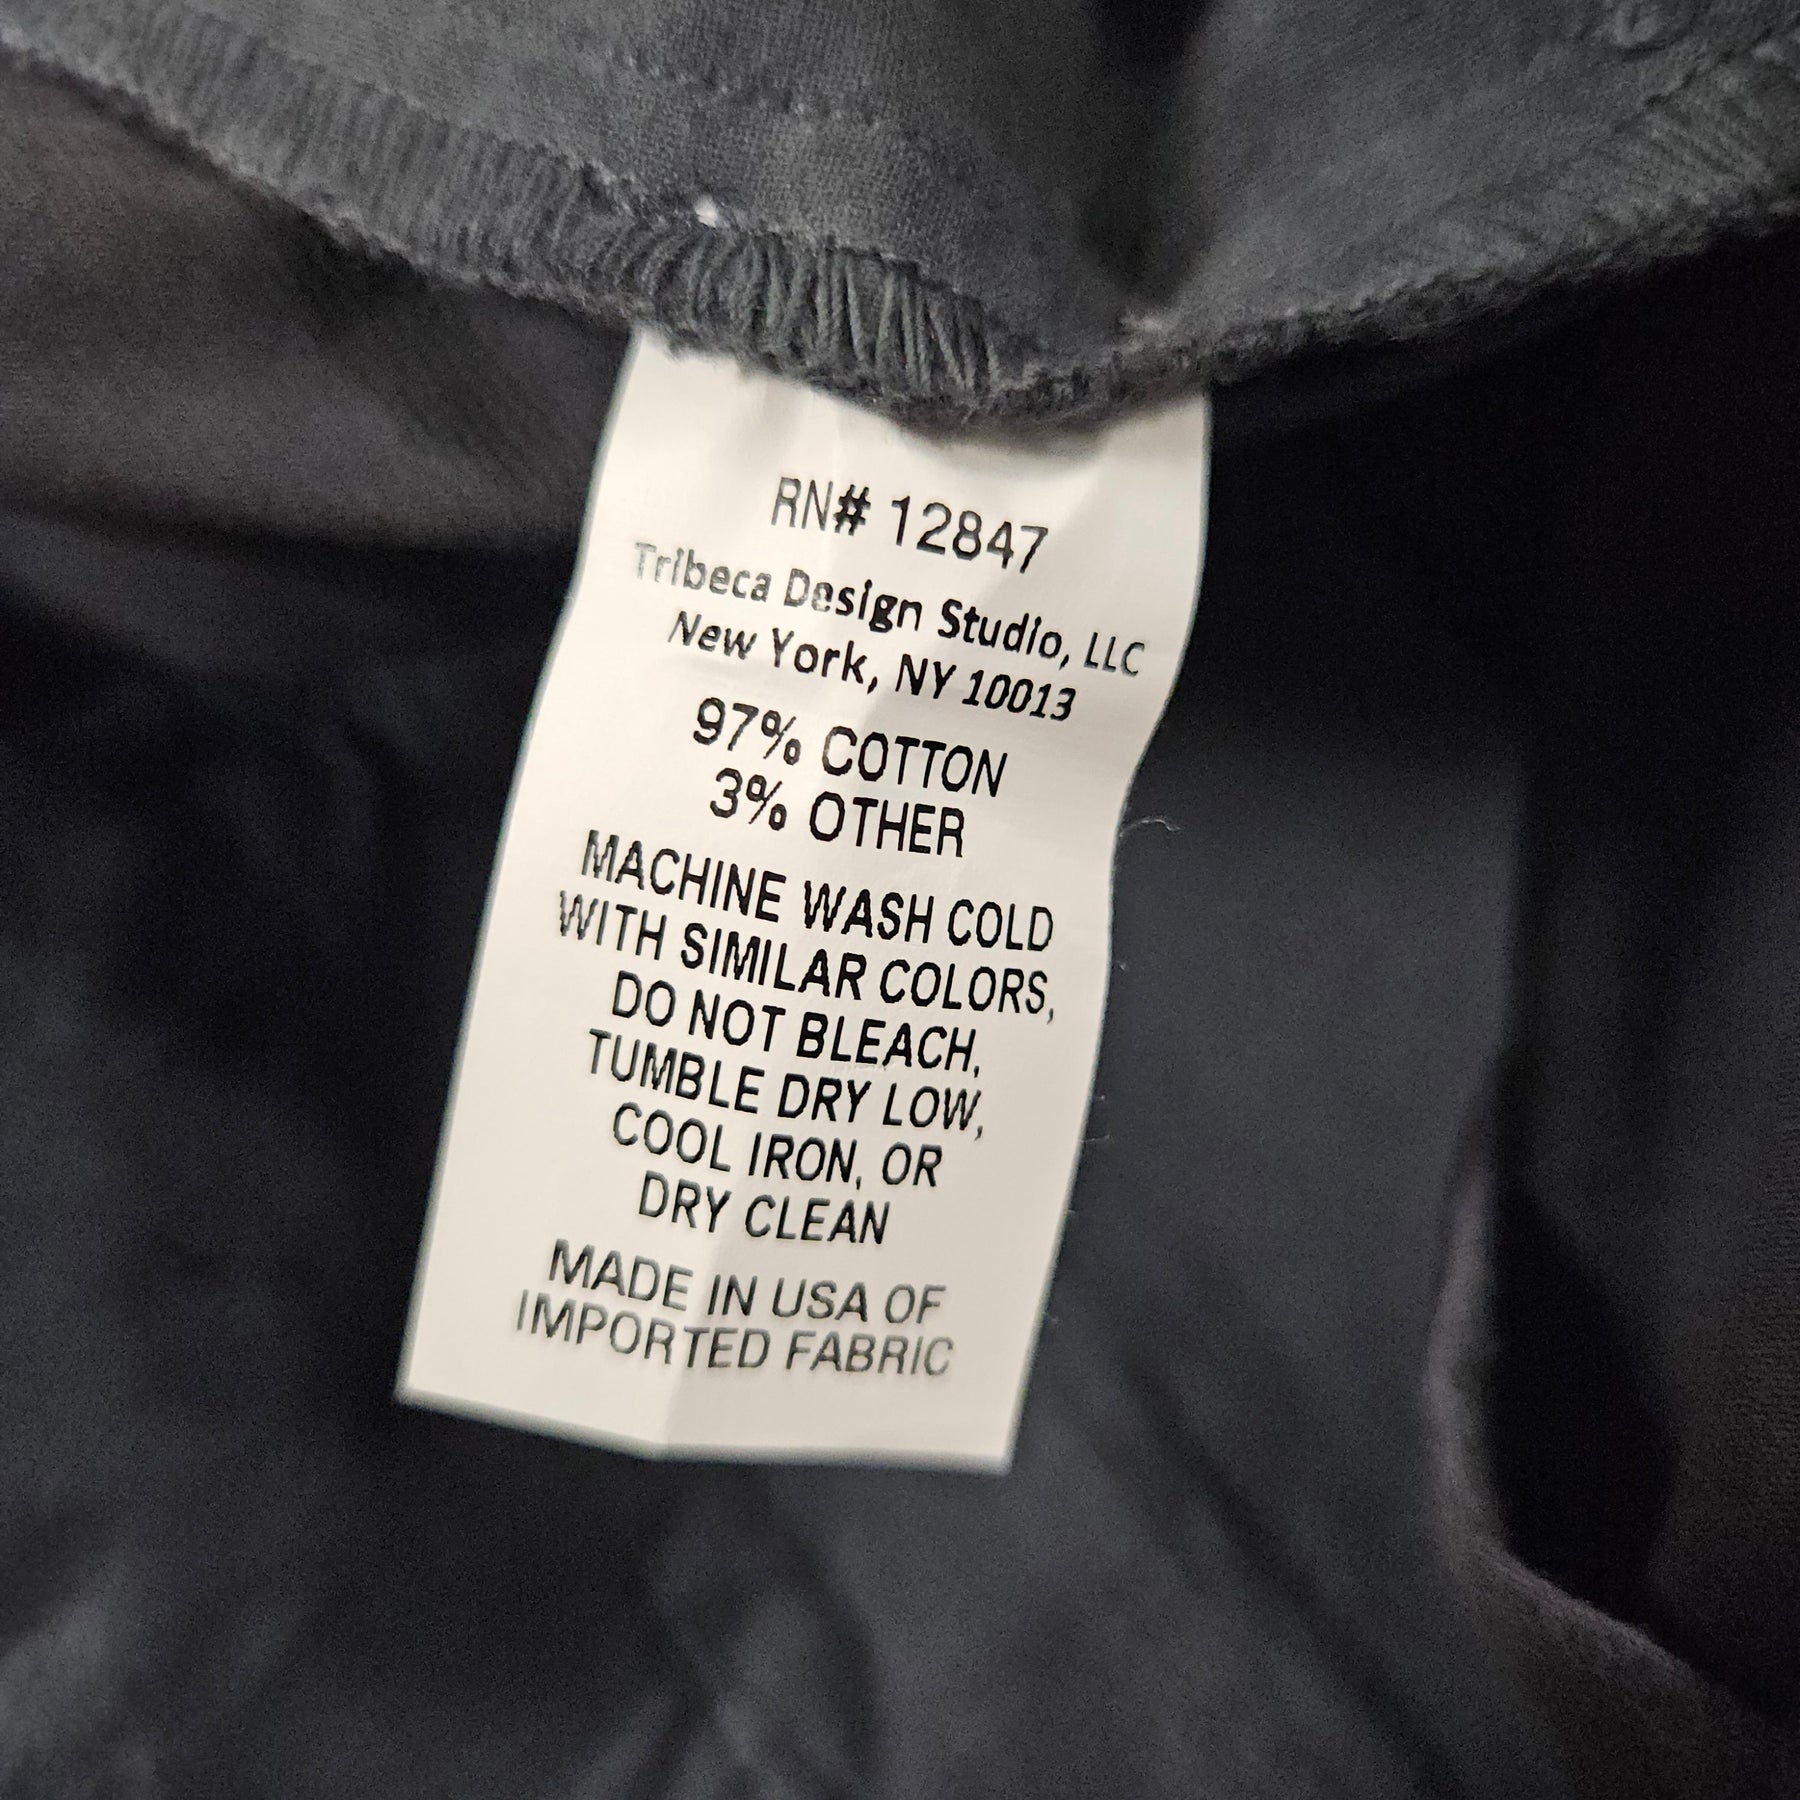 RN# 12847
Tribeca Design Studio, LLC
New York, NY 10013
97% COTTON
3% OTHER
MACHINE WASH COLD
WITH SIMILAR COLORS,
DO NOT BLEACH,
TUMBLE DRY LOW,
COOL IRON, OR
DRY CLEAN
MADE IN USA OF
IMPORTED FABRIC